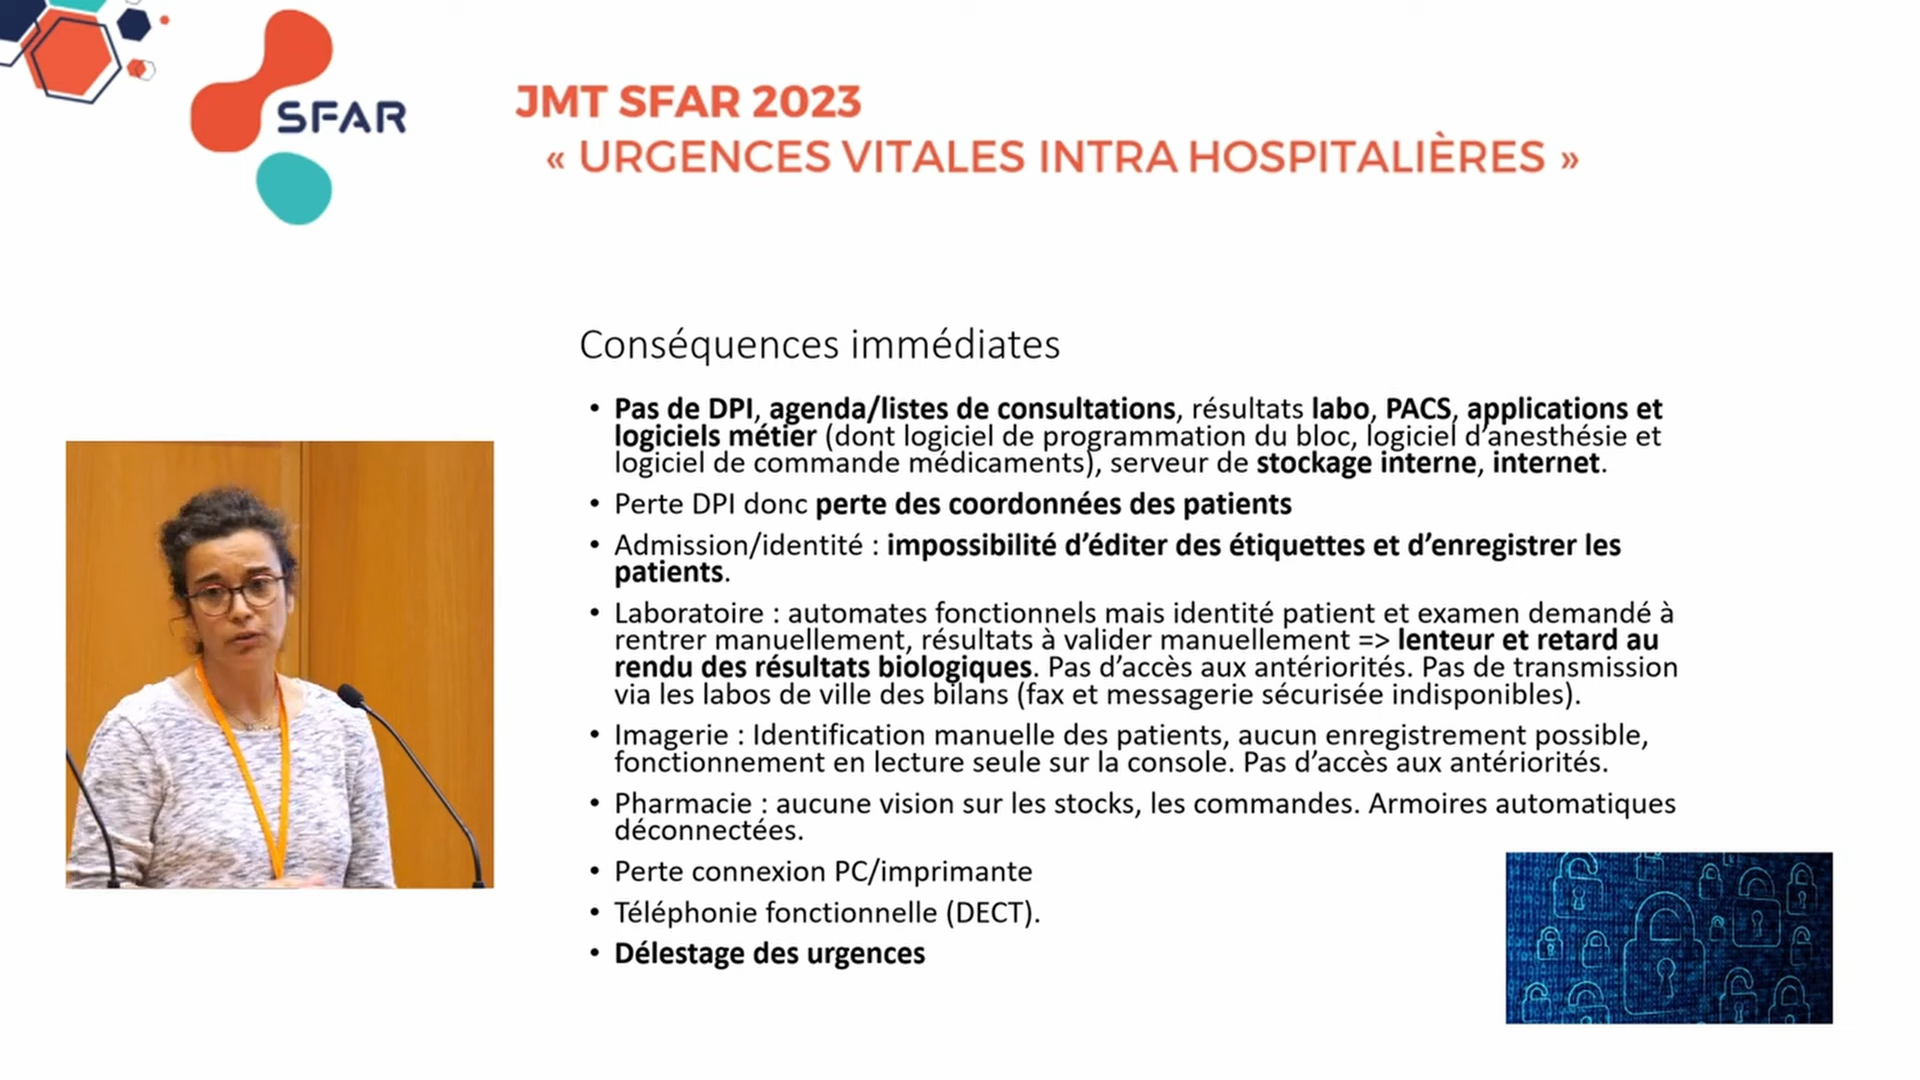 SFAR
JMT SFAR 2023
« URGENCES VITALES INTRA HOSPITALIÈRES »
Conséquences immédiates
• Pas de DPI, agenda/listes de consultations, résultats labo, PACS, applications et
logiciels métier (dont logiciel de programmation du bloc, logiciel d’anesthésie et
logiciel de commande médicaments), serveur de stockage interne, internet.
• Perte DPI donc perte des coordonnées des patients
• Admission/identité : impossibilité d’éditer des étiquettes et d’enregistrer les
patients.
• Laboratoire : automates fonctionnels mais identité patient et examen demandé à
rentrer manuellement, résultats à valider manuellement => lenteur et retard au
rendu des résultats biologiques. Pas d’accès aux antériorités. Pas de transmission
via les labos de ville des bilans (fax et messagerie sécurisée indisponibles).
• Imagerie : Identification manuelle des patients, aucun enregistrement possible,
fonctionnement en lecture seule sur la console. Pas d’accès aux antériorités.
• Pharmacie : aucune vision sur les stocks, les commandes. Armoires automatiques
déconnectées.
• Perte connexion PC/imprimante
• Téléphonie fonctionnelle (DECT).
• Délestage des urgences